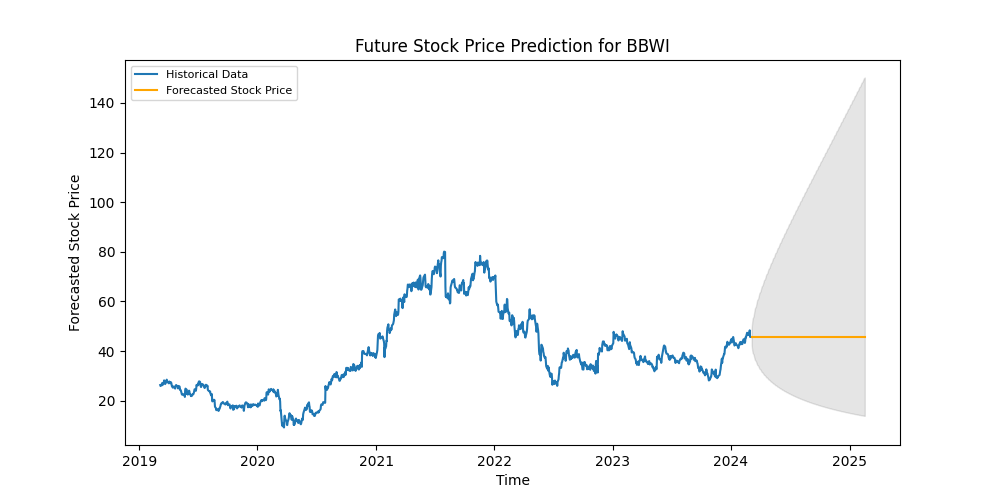 Future Stock Price Prediction for BBWI
Historical Data
Forecasted Stock Price
Forecasted Stock Price
140
120
100
80
60
40
20
2019
2020
2021
2022
2023
2024
2025
Time